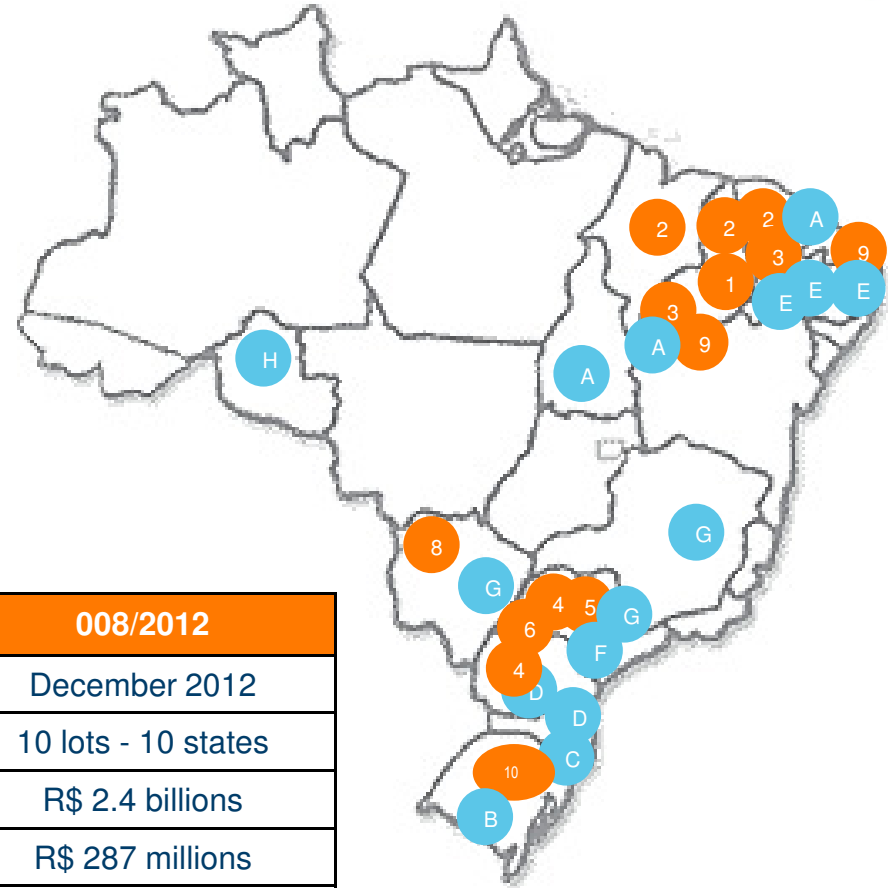 A
2
2
2
9
3
1
E
E
E
3
A
9
H
A
G
8
G
4
5
G
6
F
4
D
D
C
10
B
008/2012
December 2012
10 lots - 10 states
R$ 2.4 billions
R$ 287 millions